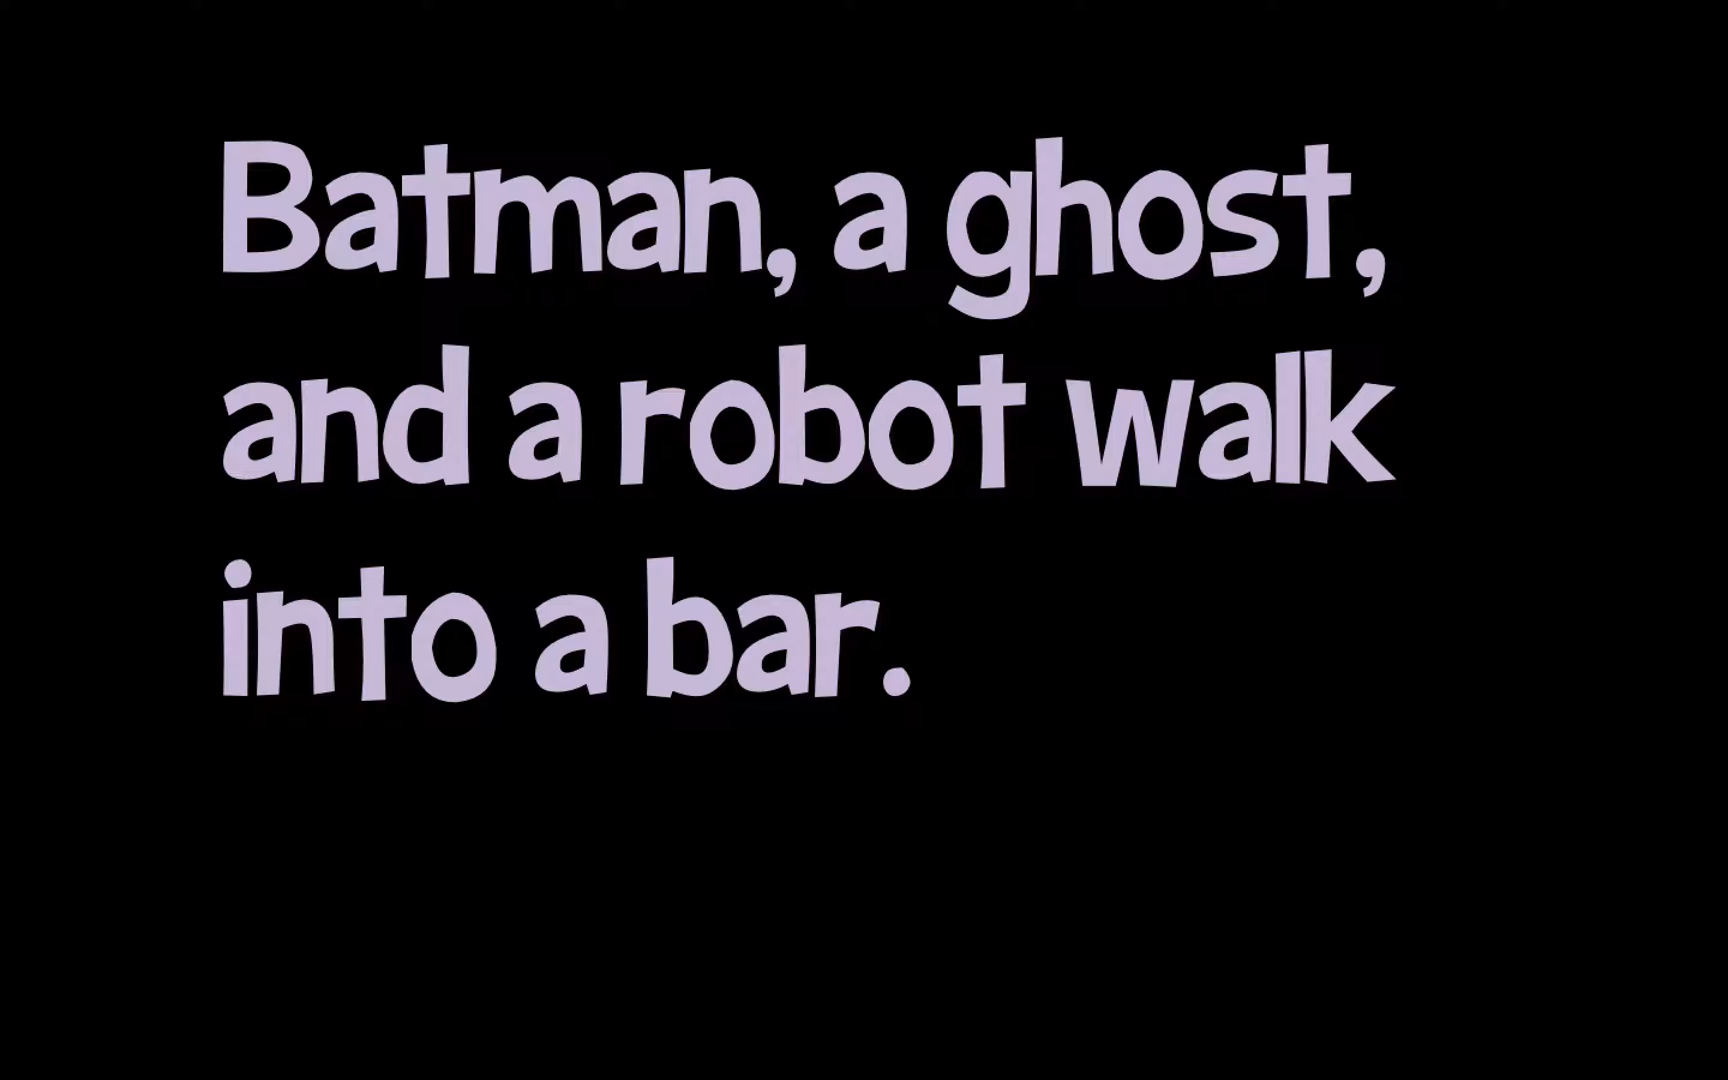 Batman, a ghost,
and a robot walk
into a bar.